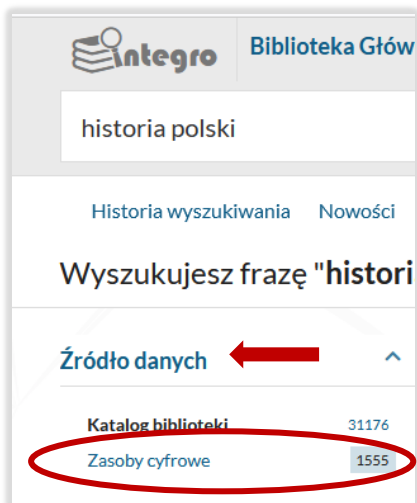 integro Biblioteka Głów
historia polski
Historia wyszukiwania Nowości
Wyszukujesz frazę "histori
Źródło danych
Katalog biblioteki 31176
Zasoby cyfrowe 1555